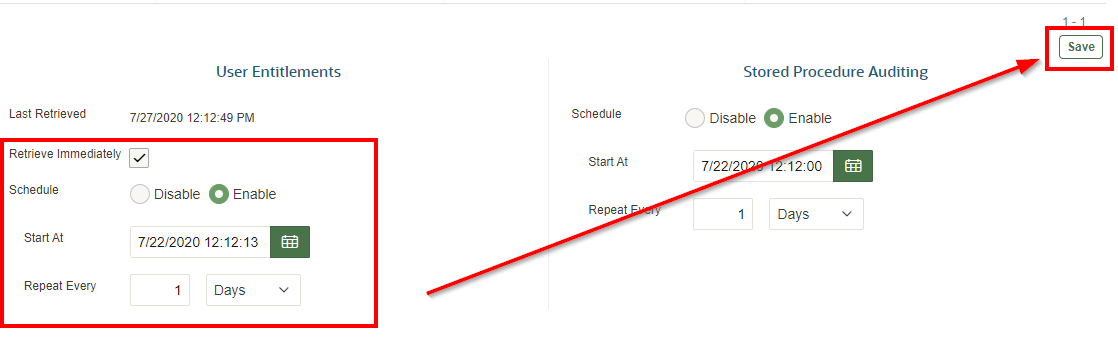 1 - 1
Save
User Entitlements
Last Retrieved 7/27/2020 12:12:49 PM
Retrieve Immediately
Schedule Disable Enable
Start At 7/22/2020 12:12:13
Repeat Every 1 Days
Stored Procedure Auditing
Schedule Disable Enable
Start At 7/22/2020 12:12:00
Repeat Every 1 Days